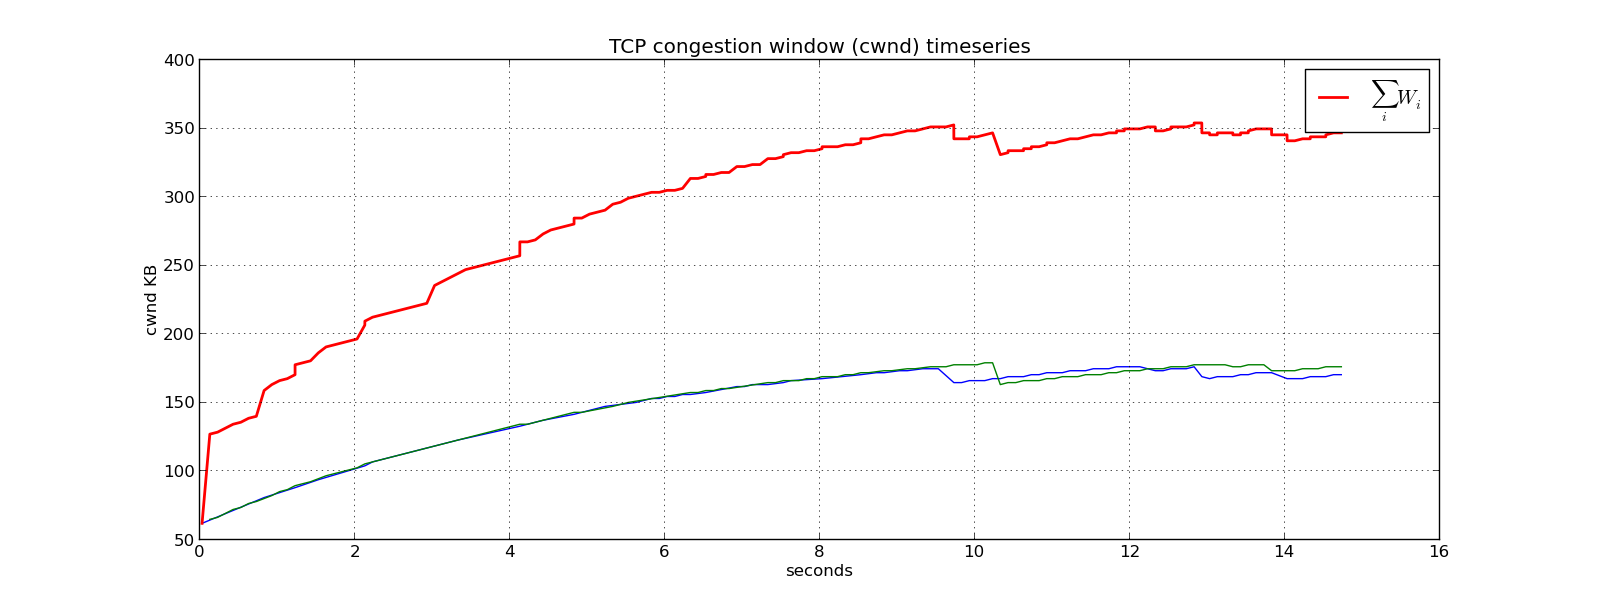 TCP congestion window (cwnd) timeseries
400
350
300
250
200
150
100
50
cwnd KB
∑ᵢ Wᵢ
0 2 4 6 8 10 12 14 16
seconds